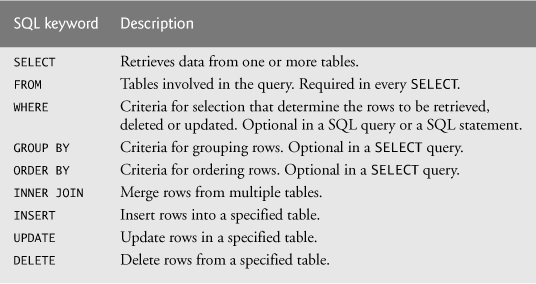 SQL keyword Description
SELECT Retrieves data from one or more tables.
FROM Tables involved in the query. Required in every SELECT.
WHERE Criteria for selection that determine the rows to be retrieved,
deleted or updated. Optional in a SQL query or a SQL statement.
GROUP BY Criteria for grouping rows. Optional in a SELECT query.
ORDER BY Criteria for ordering rows. Optional in a SELECT query.
INNER JOIN Merge rows from multiple tables.
INSERT Insert rows into a specified table.
UPDATE Update rows in a specified table.
DELETE Delete rows from a specified table.